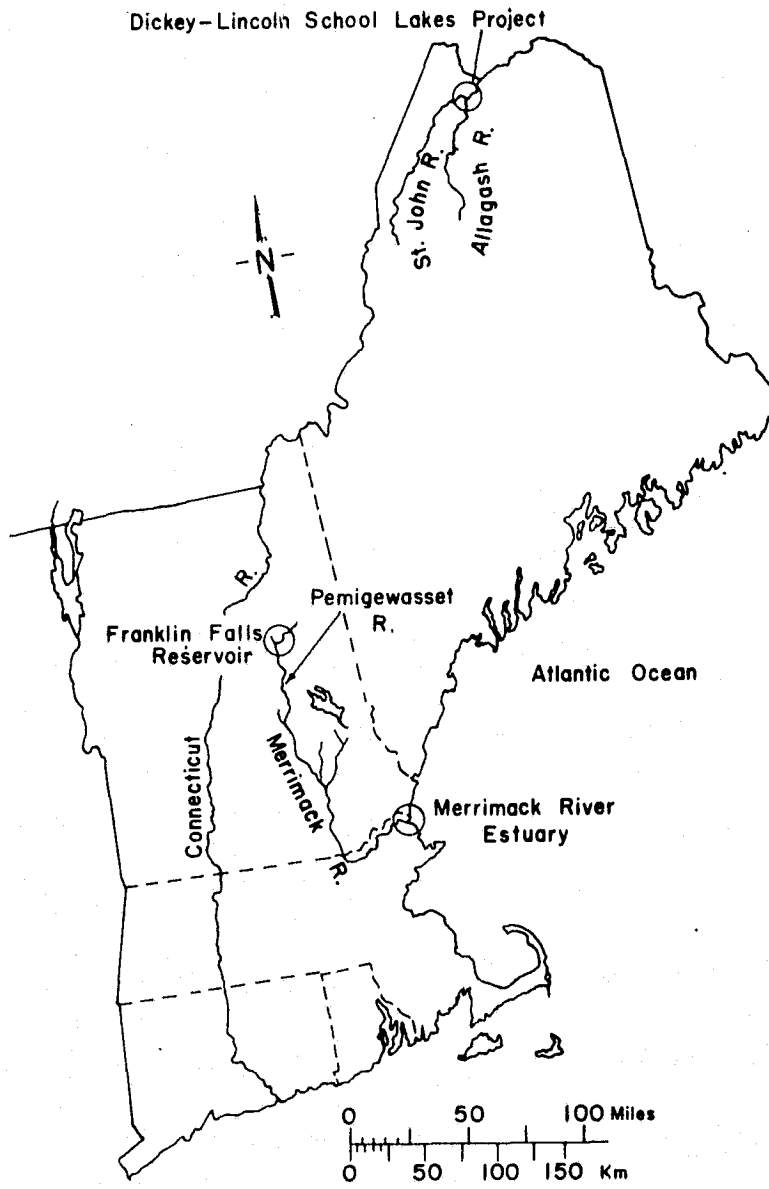 Dickey-Lincoln School Lakes Project
St. John R.
Allagash R.
N
R.
Pemigewasset
R.
Franklin Falls
Reservoir
Atlantic Ocean
Connecticut
Merrimack
R.
Merrimack River
Estuary
0 50 100 Miles
0 50 100 150 Km